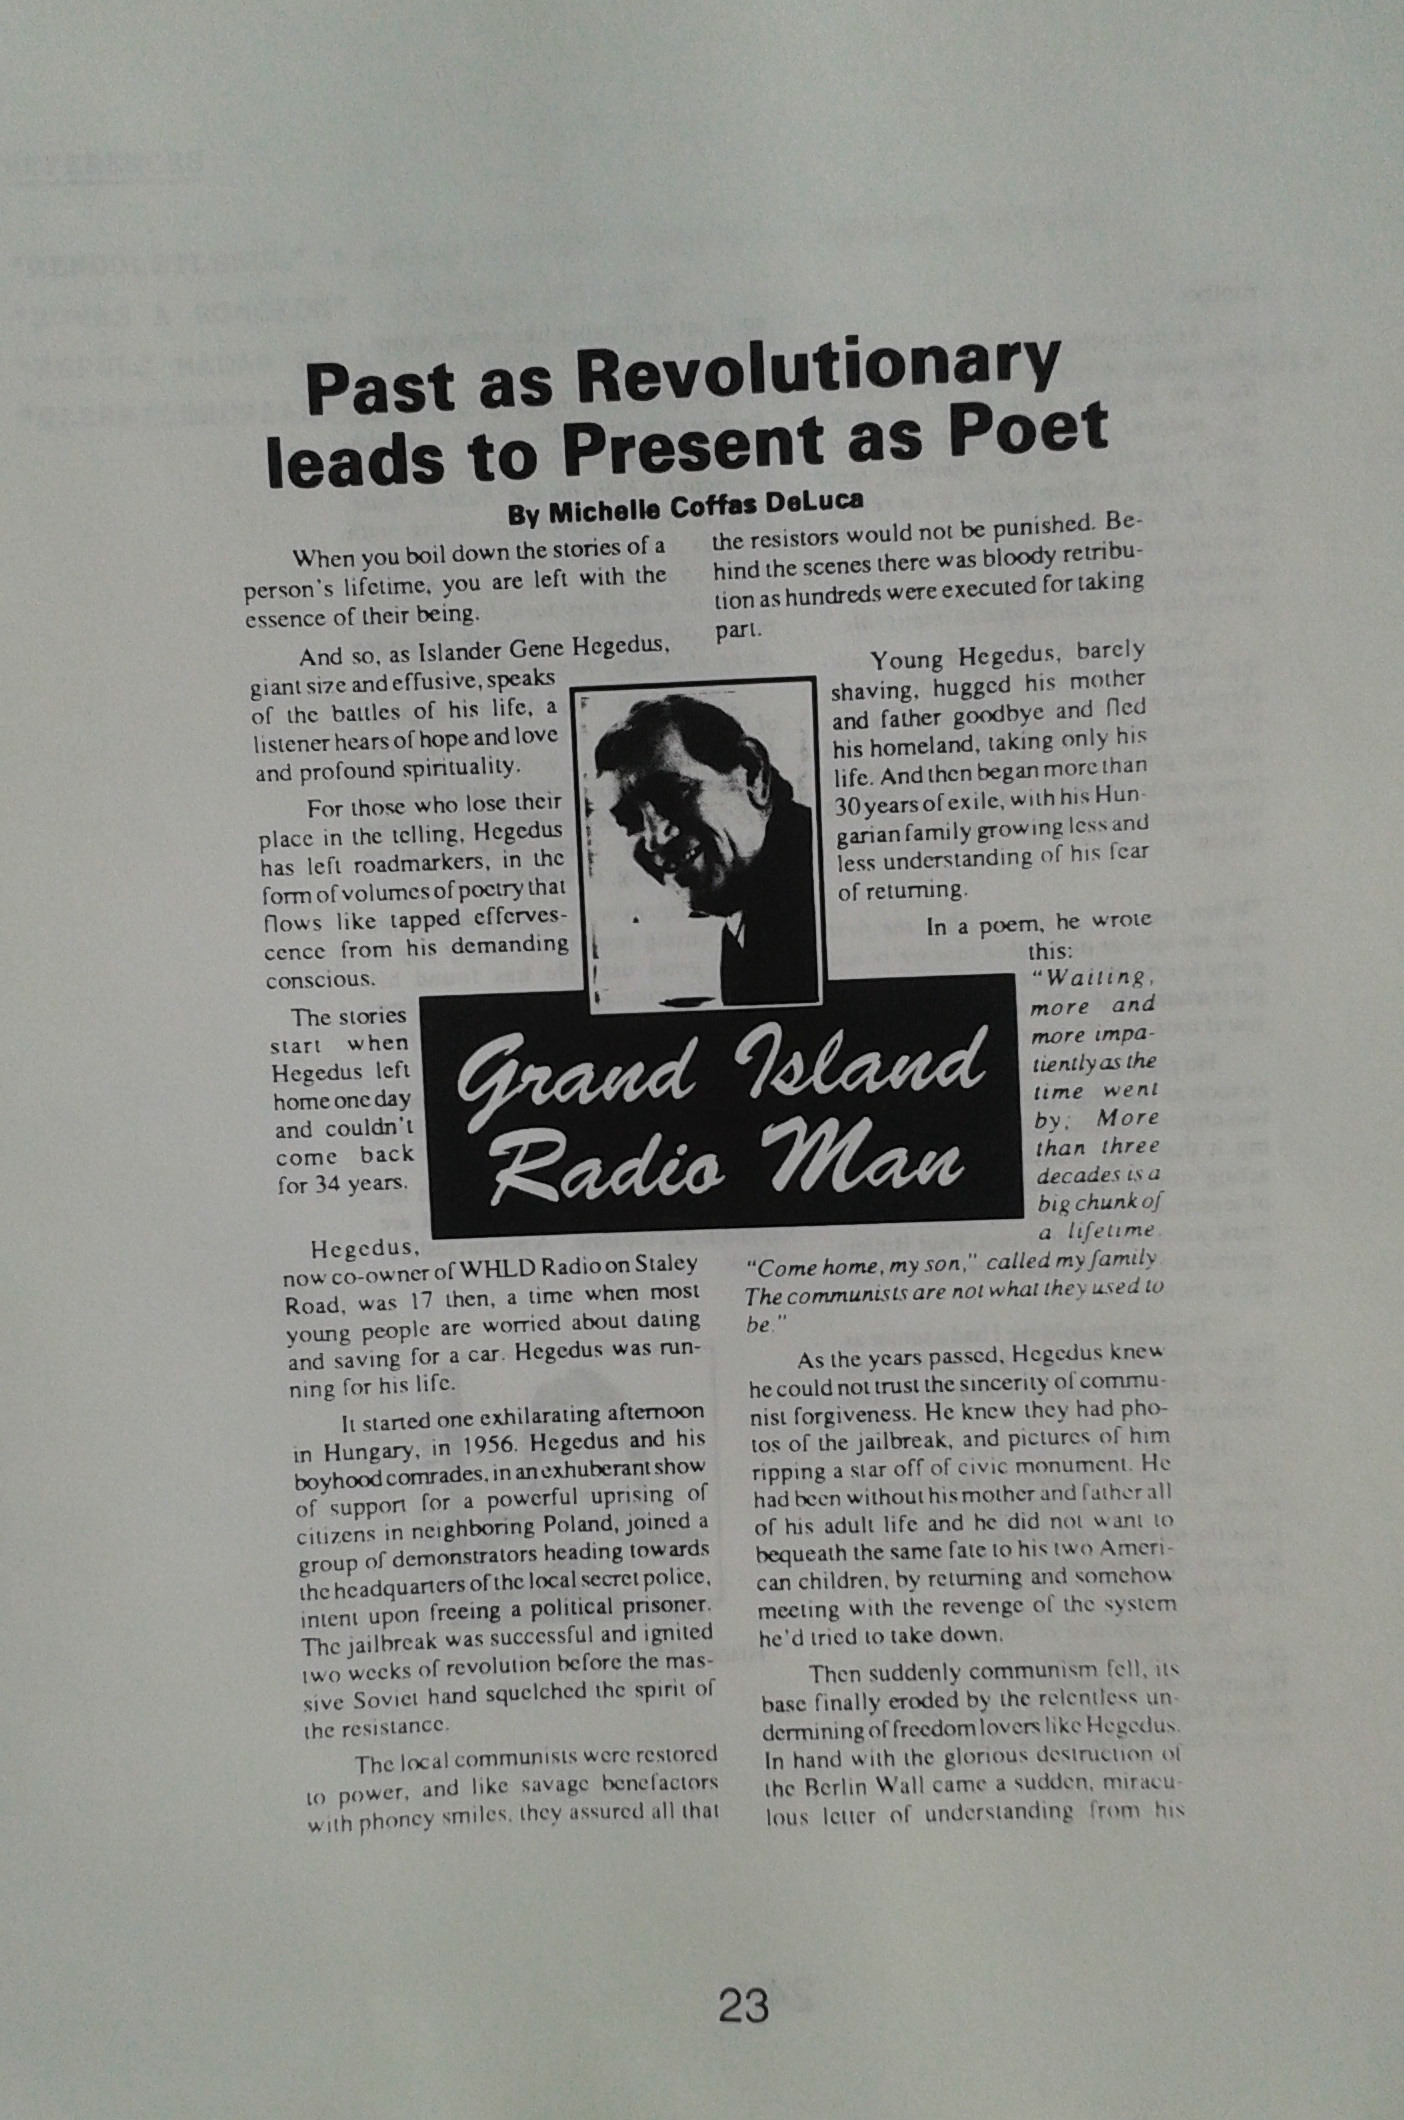 Past as Revolutionary
leads to Present as Poet
By Michelle Coffas DeLuca
When you boil down the stories of a
person's lifetime, you are left with the
essence of their being.
And so, as Islander Gene Hegedus,
giant size and effusive, speaks
of the battles of his life, a
listener hears of hope and love
and profound spirituality.
For those who lose their
place in the telling, Hegedus
has left roadmarkers, in the
form of volumes of poetry that
flows like tapped efferves-
cence from his demanding
conscious.
The stories
start when
Hegedus left
home one day
and couldn't
come back
for 34 years.
Hegedus,
now co-owner of WHLD Radio on Staley
Road, was 17 then, a time when most
young people are worried about dating
and saving for a car. Hegedus was run-
ning for his life.
It started one exhilarating afternoon
in Hungary, in 1956. Hegedus and his
boyhood comrades, in an exhuberant show
of support for a powerful uprising of
citizens in neighboring Poland, joined a
group of demonstrators heading towards
the headquarters of the local secret police,
intent upon freeing a political prisoner.
The jailbreak was successful and ignited
two weeks of revolution before the mas-
sive Soviet hand squelched the spirit of
the resistance.
The local communists were restored
to power, and like savage benefactors
with phoney smiles, they assured all that
the resistors would not be punished. Be-
hind the scenes there was bloody retribu-
tion as hundreds were executed for taking
part.
Young Hegedus, barely
shaving, hugged his mother
and father goodbye and fled
his homeland, taking only his
life. And then began more than
30 years of exile, with his Hun-
garian family growing less and
less understanding of his fear
of returning.
In a poem, he wrote
this:
"Waiting,
more and
more impa-
tiently as the
time went
by; More
than three
decades is a
big chunk of
a lifetime.
"Come home, my son," called my family.
The communists are not what they used to
be."
As the years passed, Hegedus knew
he could not trust the sincerity of commu-
nist forgiveness. He knew they had pho-
tos of the jailbreak, and pictures of him
ripping a star off of civic monument. He
had been without his mother and father all
of his adult life and he did not want to
bequeath the same fate to his two Ameri-
can children, by returning and somehow
meeting with the revenge of the system
he'd tried to take down.
Then suddenly communism fell, its
base finally eroded by the relentless un-
dermining of freedom lovers like Hegedus.
In hand with the glorious destruction of
the Berlin Wall came a sudden, miracu-
lous letter of understanding from his
Grand Island
Radio Man
23